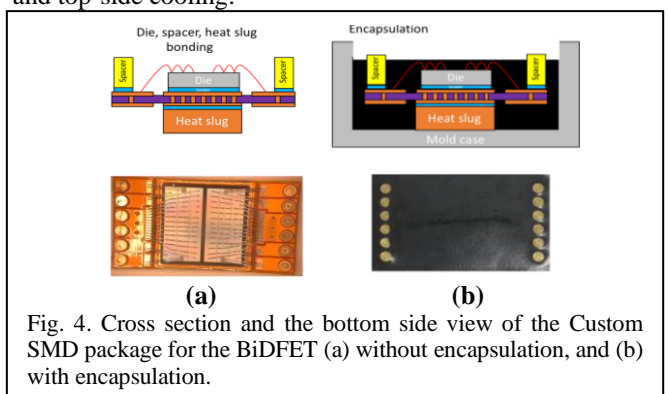 and top-side cooling.
Die, spacer, heat slug
bonding
Spacer
Spacer
Die
Heat slug
Encapsulation
Spacer
Spacer
Die
Heat slug
Mold case
(a)
(b)
Fig. 4. Cross section and the bottom side view of the Custom
SMD package for the BiDFET (a) without encapsulation, and (b)
with encapsulation.